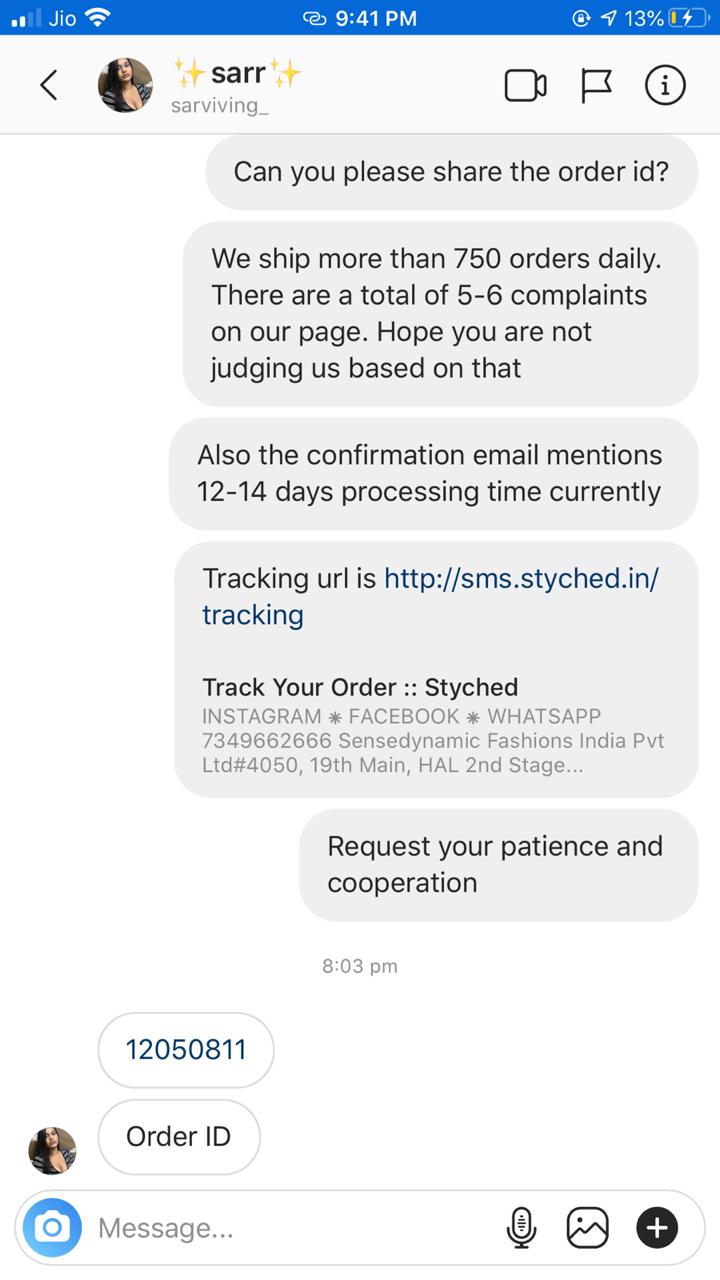 Jio 9:41 PM 13%
✨sarr✨
sarviving_
Can you please share the order id?
We ship more than 750 orders daily.
There are a total of 5-6 complaints
on our page. Hope you are not
judging us based on that
Also the confirmation email mentions
12-14 days processing time currently
Tracking url is http://sms.styched.in/
tracking
Track Your Order :: Styched
INSTAGRAM ⁕ FACEBOOK ⁕ WHATSAPP
7349662666 Sensedynamic Fashions India Pvt
Ltd#4050, 19th Main, HAL 2nd Stage...
Request your patience and
cooperation
8:03 pm
12050811
Order ID
Message...